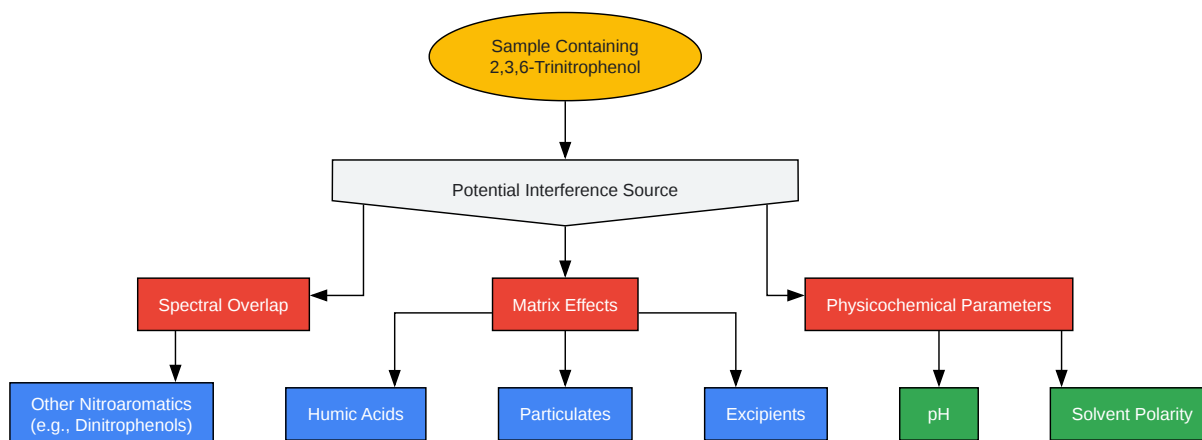 Sample Containing
2,3,6-Trinitrophenol
Potential Interference Source
Spectral Overlap
Matrix Effects
Physicochemical Parameters
Other Nitroaromatics
(e.g., Dinitrophenols)
Humic Acids
Particulates
Excipients
pH
Solvent Polarity